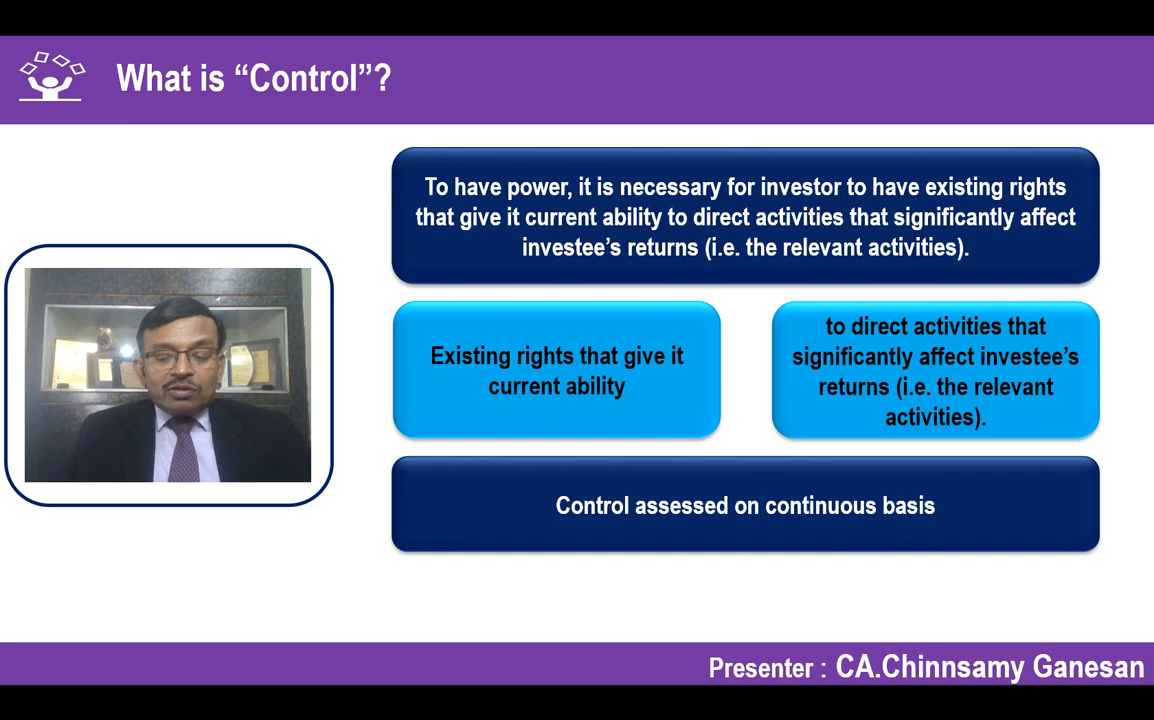 What is “Control”?
To have power, it is necessary for investor to have existing rights
that give it current ability to direct activities that significantly affect
investee’s returns (i.e. the relevant activities).
Existing rights that give it
current ability
to direct activities that
significantly affect investee’s
returns (i.e. the relevant
activities).
Control assessed on continuous basis
Presenter : CA.Chinnsamy Ganesan